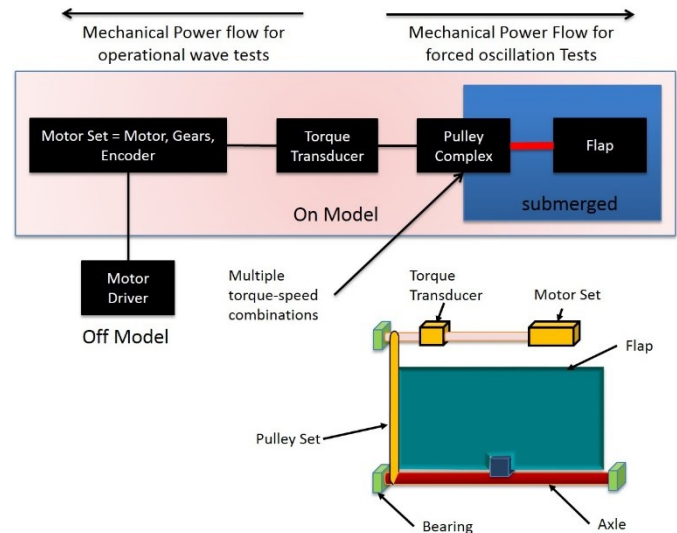 Mechanical Power flow for
operational wave tests
Mechanical Power Flow for
forced oscillation Tests
Motor Set = Motor, Gears,
Encoder
Torque
Transducer
Pulley
Complex
Flap
On Model
submerged
Motor
Driver
Off Model
Multiple
torque-speed
combinations
Torque
Transducer
Motor Set
Flap
Pulley Set
Bearing
Axle